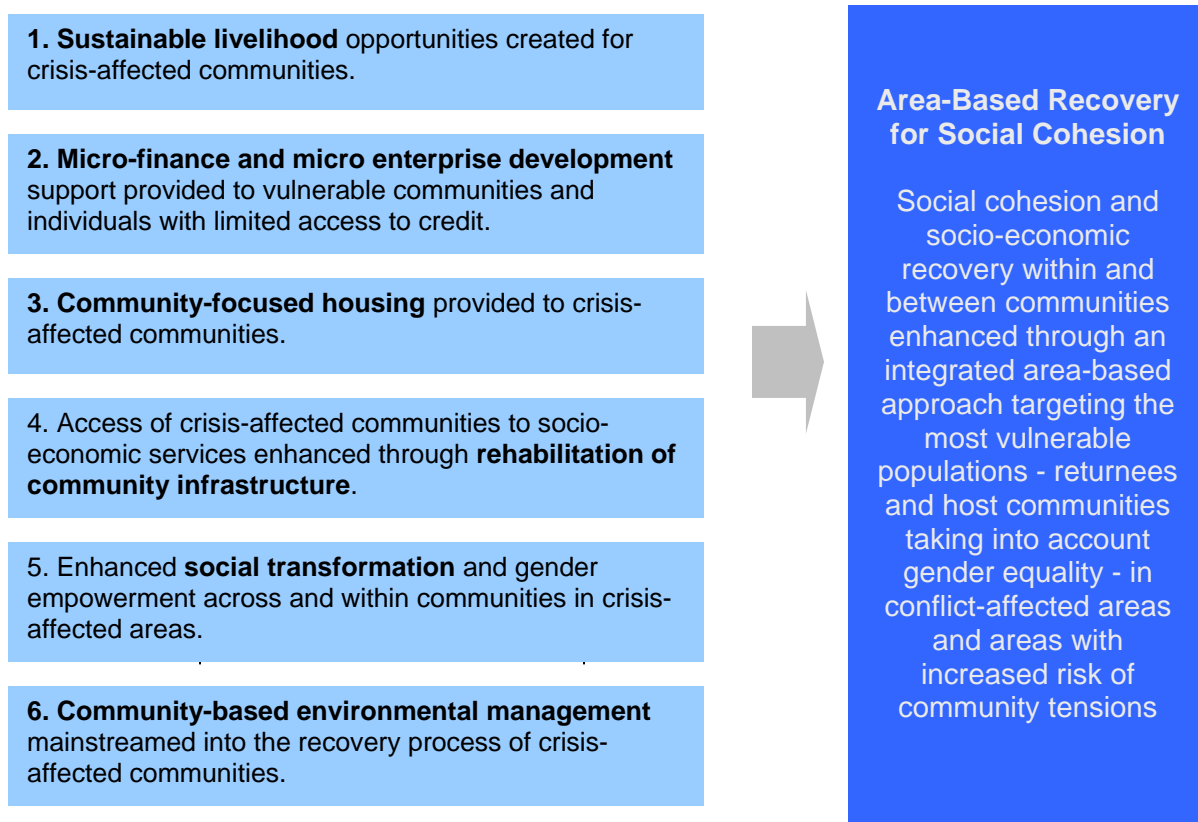 1. Sustainable livelihood opportunities created for
crisis-affected communities.
2. Micro-finance and micro enterprise development
support provided to vulnerable communities and
individuals with limited access to credit.
3. Community-focused housing provided to crisis-
affected communities.
4. Access of crisis-affected communities to socio-
economic services enhanced through rehabilitation of
community infrastructure.
5. Enhanced social transformation and gender
empowerment across and within communities in crisis-
affected areas.
6. Community-based environmental management
mainstreamed into the recovery process of crisis-
affected communities.
Area-Based Recovery
for Social Cohesion
Social cohesion and
socio-economic
recovery within and
between communities
enhanced through an
integrated area-based
approach targeting the
most vulnerable
populations - returnees
and host communities
taking into account
gender equality - in
conflict-affected areas
and areas with
increased risk of
community tensions